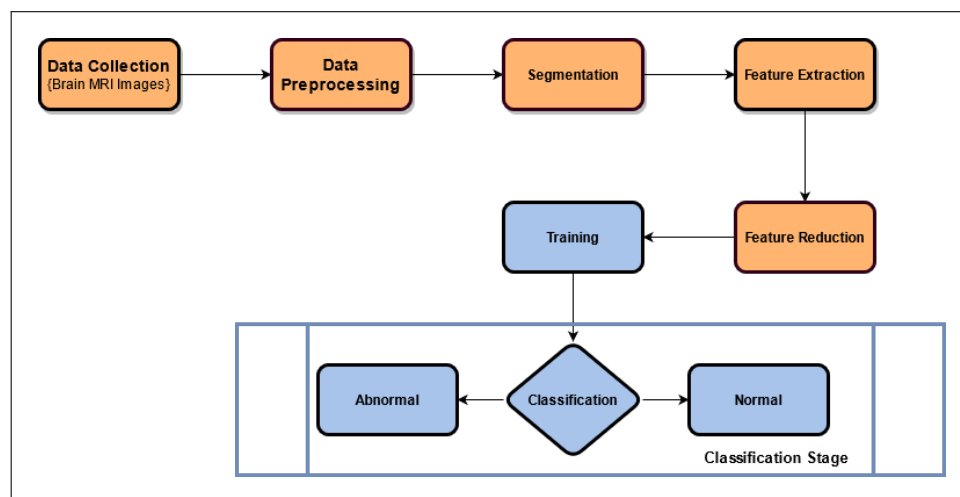 Data Collection
{Brain MRI Images}
Data
Preprocessing
Segmentation
Feature Extraction
Training
Feature Reduction
Abnormal
Classification
Normal
Classification Stage